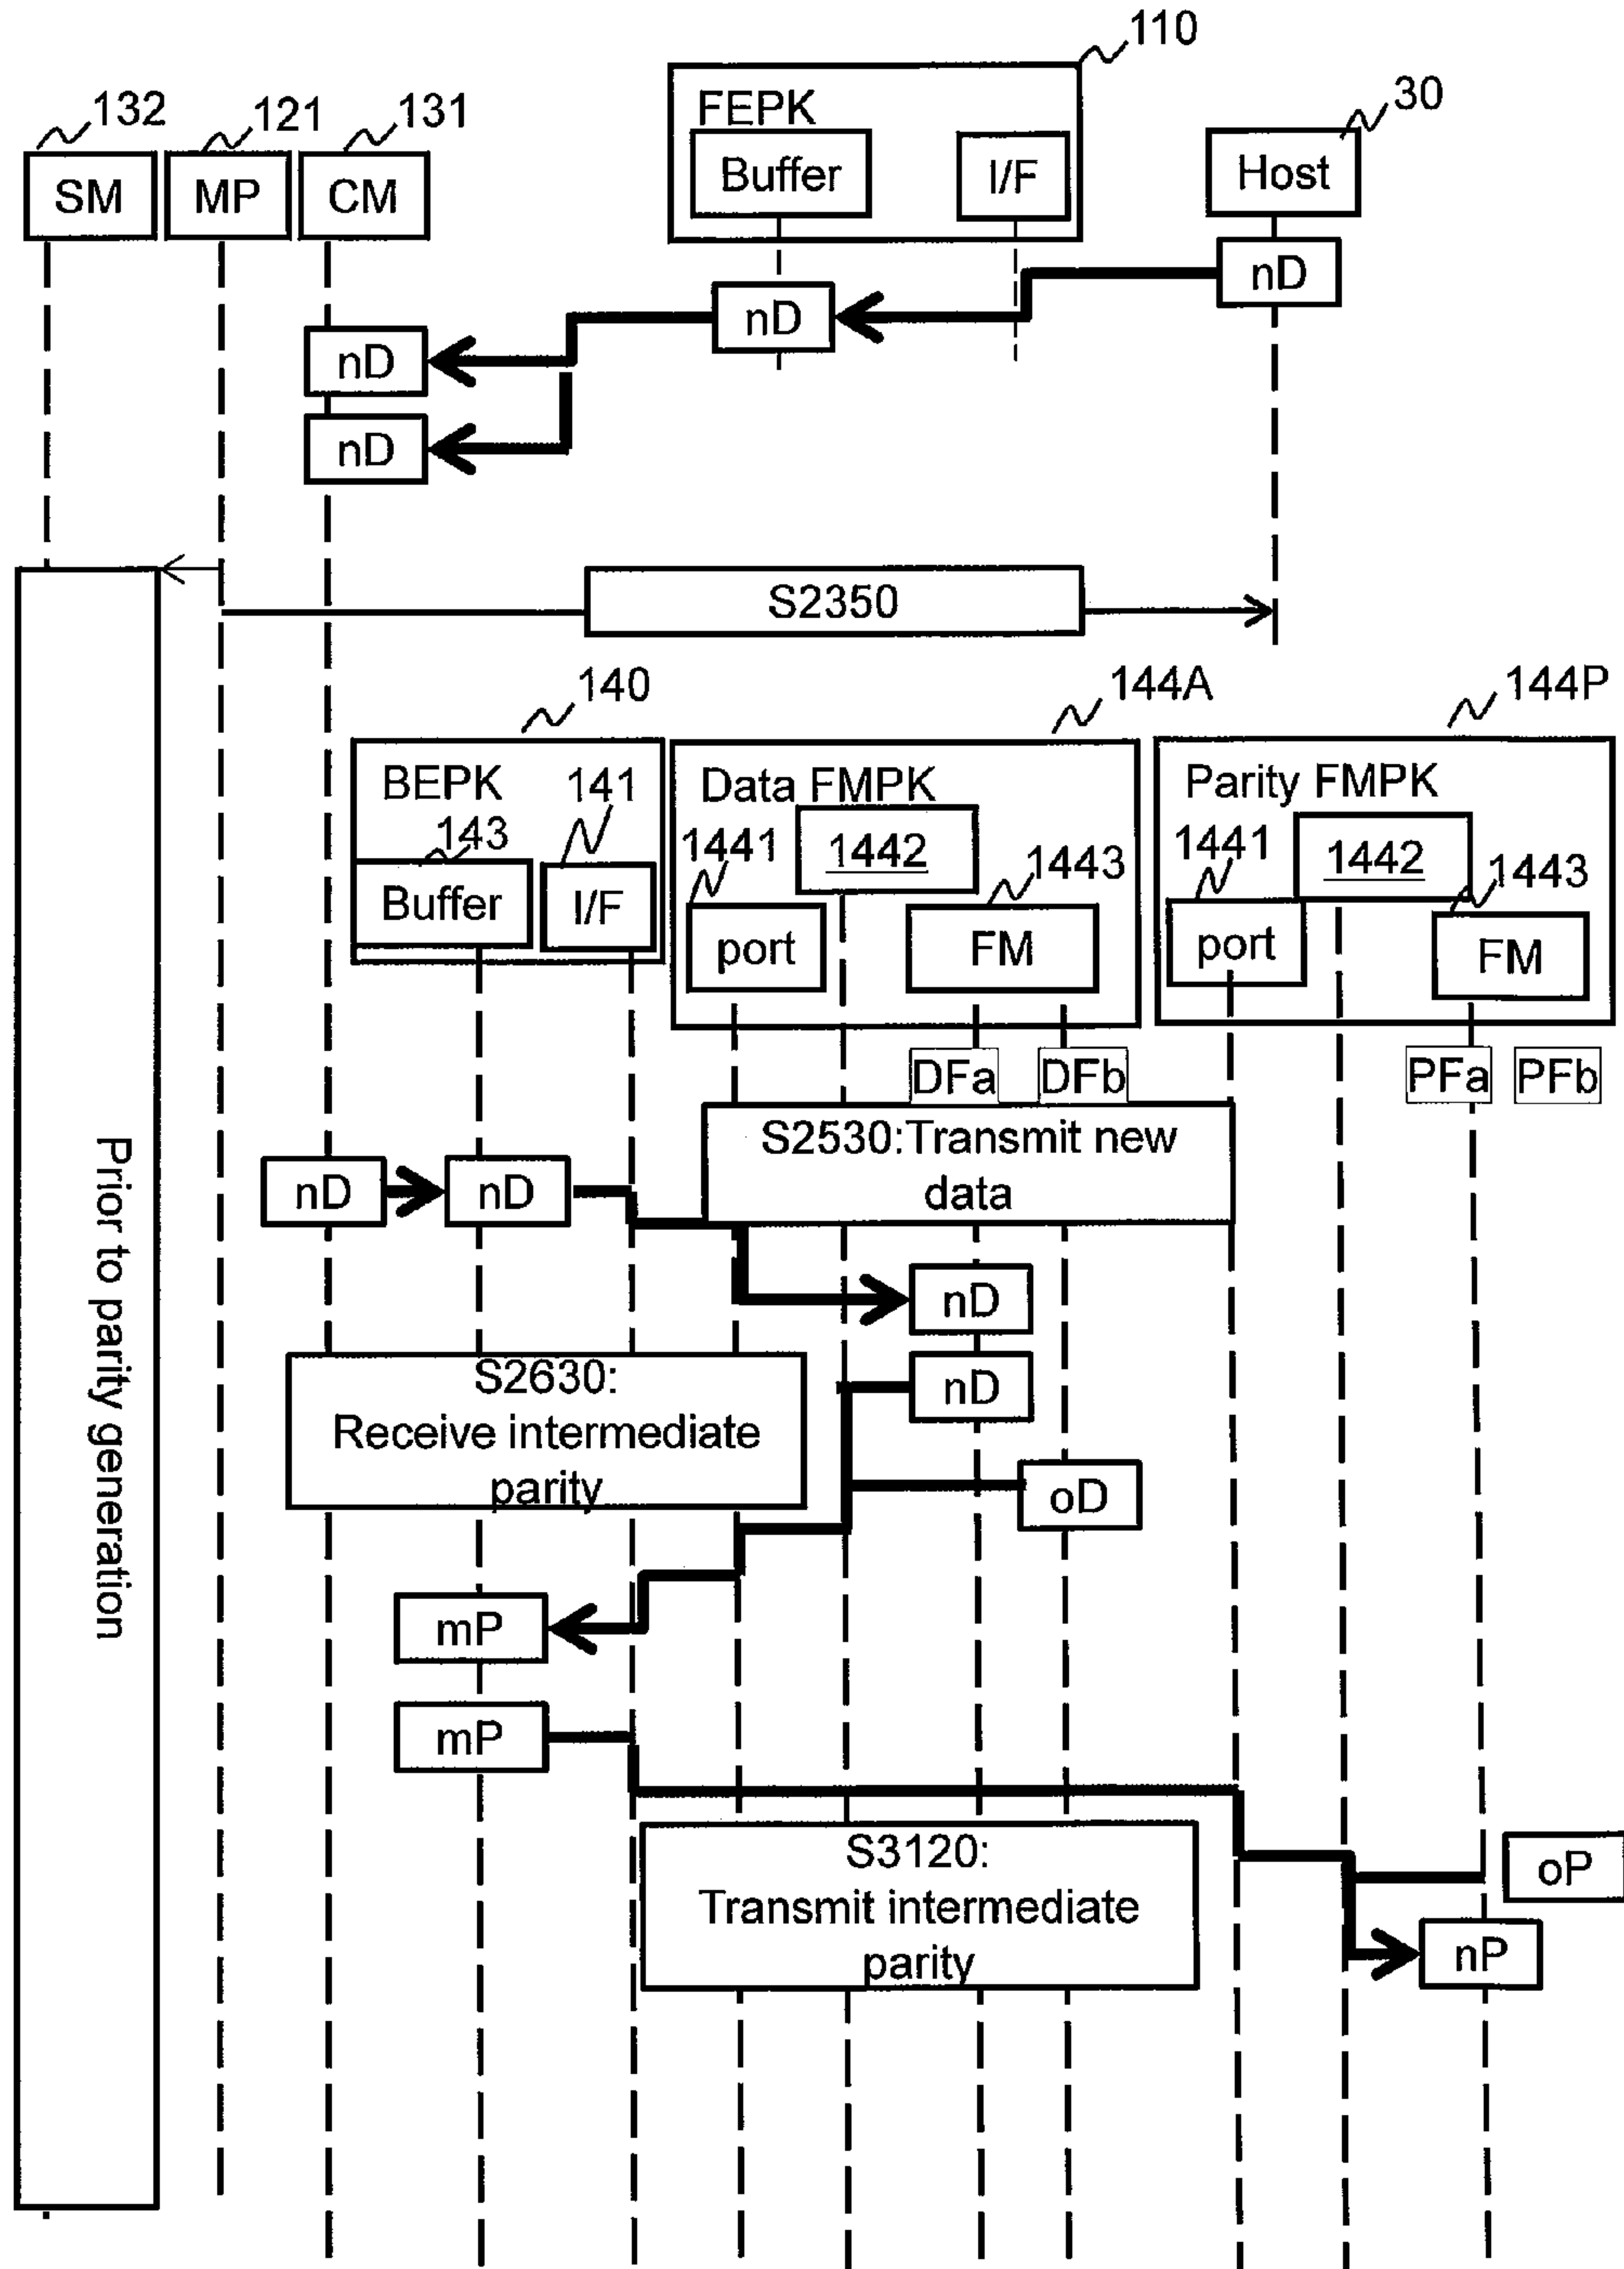 110
132
121
131
30
FEPK
SM
MP
CM
Buffer
I/F
Host
nD
nD
nD
nD
S2350
140
144A
144P
BEPK
141
Data FMPK
Parity FMPK
143
1441
1442
1443
1441
1442
1443
Buffer
I/F
port
FM
port
FM
DFa
DFb
PFa
PFb
S2530:Transmit new
data
nD
nD
nD
Prior to parity generation
S2630:
Receive intermediate
parity
nD
oD
mP
mP
S3120:
Transmit intermediate
parity
oP
nP